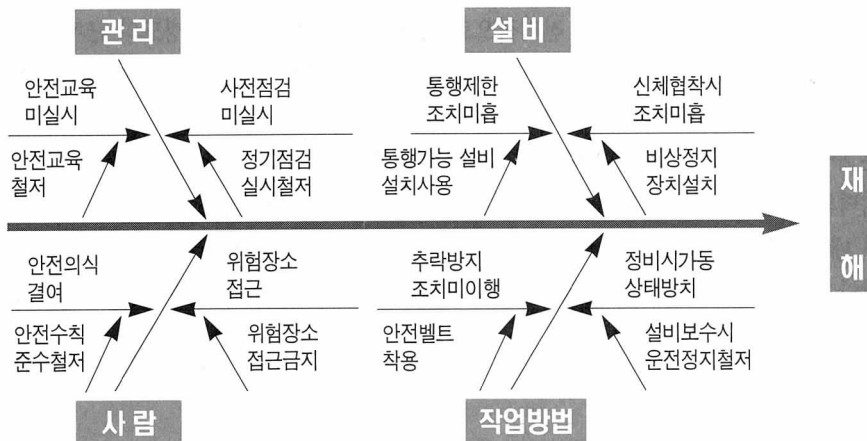 관리
설비
안전교육
미실시
사전점검
미실시
통행제한
조치미흡
신체협착시
조치미흡
안전교육
철저
정기점검
실시철저
통행가능 설비
설치사용
비상정지
장치설치
재
해
안전의식
결여
위험장소
접근
추락방지
조치미이행
정비시가동
상태방치
안전수칙
준수철저
위험장소
접근금지
안전벨트
착용
설비보수시
운전정지철저
사람
작업방법